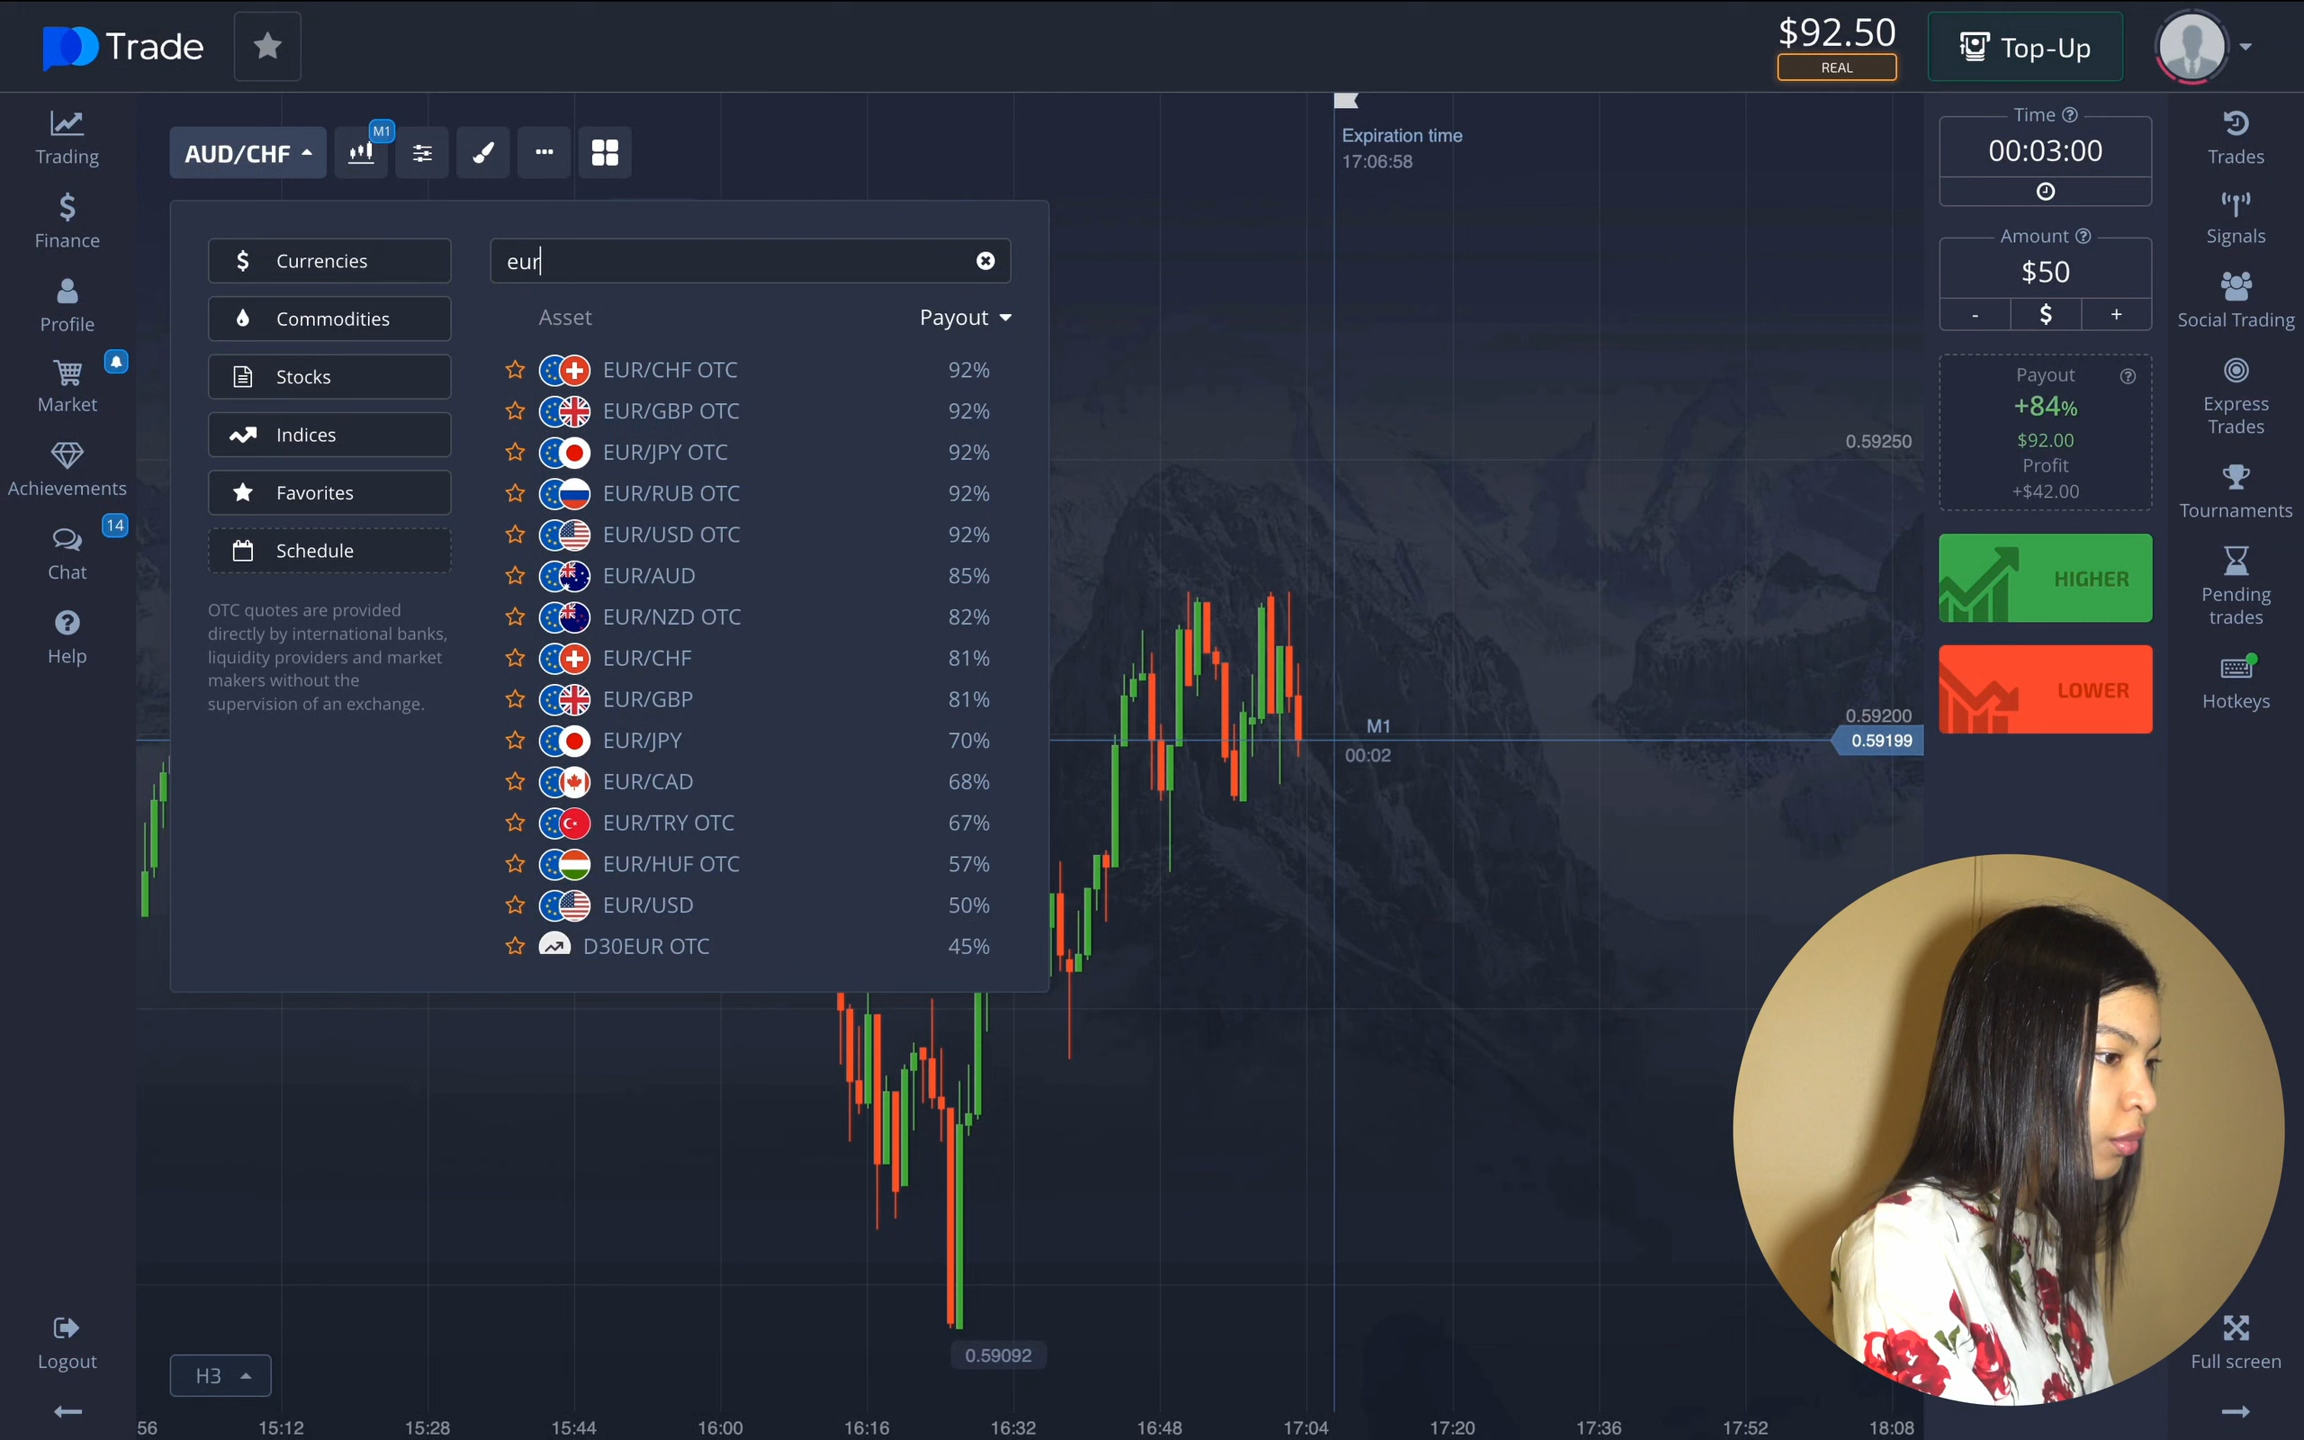 Trade
$92.50
REAL
Top-Up
Trading
Finance
Profile
Market
Achievements
14
Chat
Help
Logout
AUD/CHF
M1
Currencies
Commodities
Stocks
Indices
Favorites
Schedule
OTC quotes are provided
directly by international banks,
liquidity providers and market
makers without the
supervision of an exchange.
eur
Asset Payout
EUR/CHF OTC 92%
EUR/GBP OTC 92%
EUR/JPY OTC 92%
EUR/RUB OTC 92%
EUR/USD OTC 92%
EUR/AUD 85%
EUR/NZD OTC 82%
EUR/CHF 81%
EUR/GBP 81%
EUR/JPY 70%
EUR/CAD 68%
EUR/TRY OTC 67%
EUR/HUF OTC 57%
EUR/USD 50%
D30EUR OTC 45%
Expiration time
17:06:58
0.59250
0.59200
0.59199
M1
00:02
0.59092
H3
56 15:12 15:28 15:44 16:00 16:16 16:32 16:48 17:04 17:20 17:36 17:52 18:08
Time
00:03:00
Amount
$50
- $ +
Payout
+84%
$92.00
Profit
+$42.00
HIGHER
LOWER
Trades
Signals
Social Trading
Express
Trades
Tournaments
Pending
trades
Hotkeys
Full screen